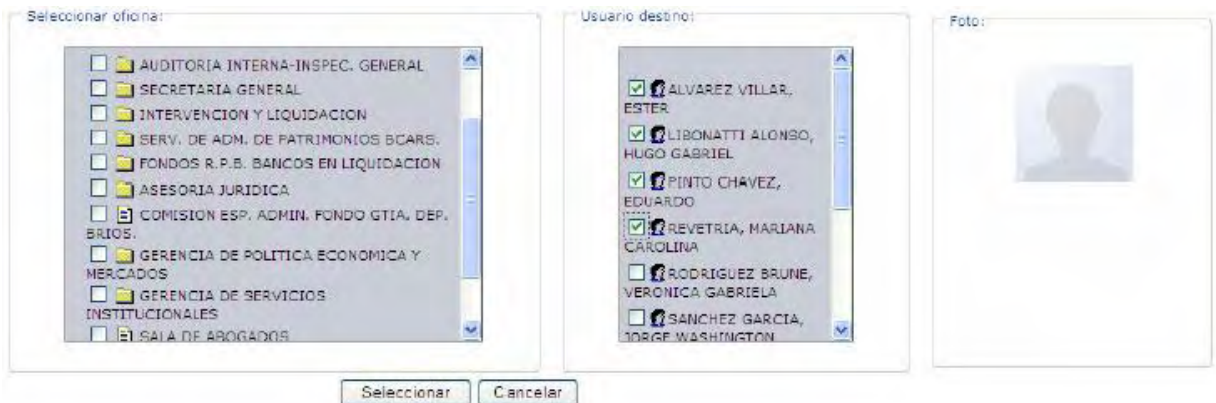 Seleccionar oficina:
AUDITORIA INTERNA-INSPEC. GENERAL
SECRETARIA GENERAL
INTERVENCION Y LIQUIDACION
SERV. DE ADM. DE PATRIMONIOS BCARS.
FONDOS R.P.B. BANCOS EN LIQUIDACION
ASESORIA JURIDICA
COMISION ESP. ADMIN. FONDO GTIA. DEP.
BRIOS.
GERENCIA DE POLITICA ECONOMICA Y
MERCADOS
GERENCIA DE SERVICIOS
INSTITUCIONALES
SALA DE ABOGADOS
Usuario destino:
ALVAREZ VILLAR,
ESTER
LIBONATTI ALONSO,
HUGO GABRIEL
PINTO CHAVEZ,
EDUARDO
REVETRIA, MARIANA
CAROLINA
RODRIGUEZ BRUNE,
VERONICA GABRIELA
SANCHEZ GARCIA,
JORGE WASHINGTON
Foto:
Seleccionar
Cancelar